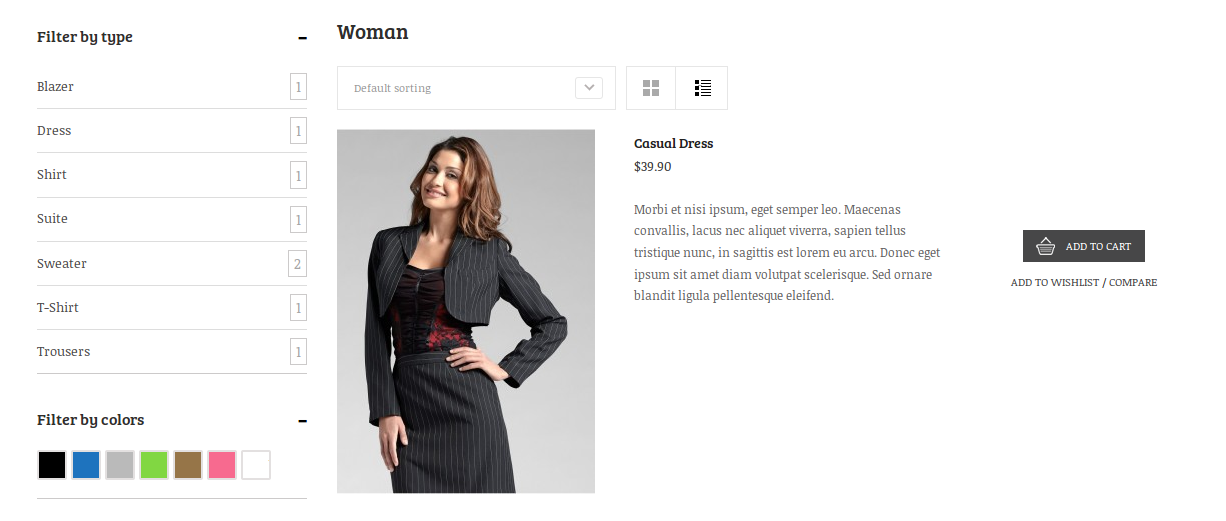 Filter by type
Blazer 1
Dress 1
Shirt 1
Suite 1
Sweater 2
T-Shirt 1
Trousers 1
Filter by colors
Woman
Default sorting
Casual Dress
$39.90
Morbi et nisi ipsum, eget semper leo. Maecenas
convallis, lacus nec aliquet viverra, sapien tellus
tristique nunc, in sagittis est lorem eu arcu. Donec eget
ipsum sit amet diam volutpat scelerisque. Sed ornare
blandit ligula pellentesque eleifend.
ADD TO CART
ADD TO WISHLIST / COMPARE